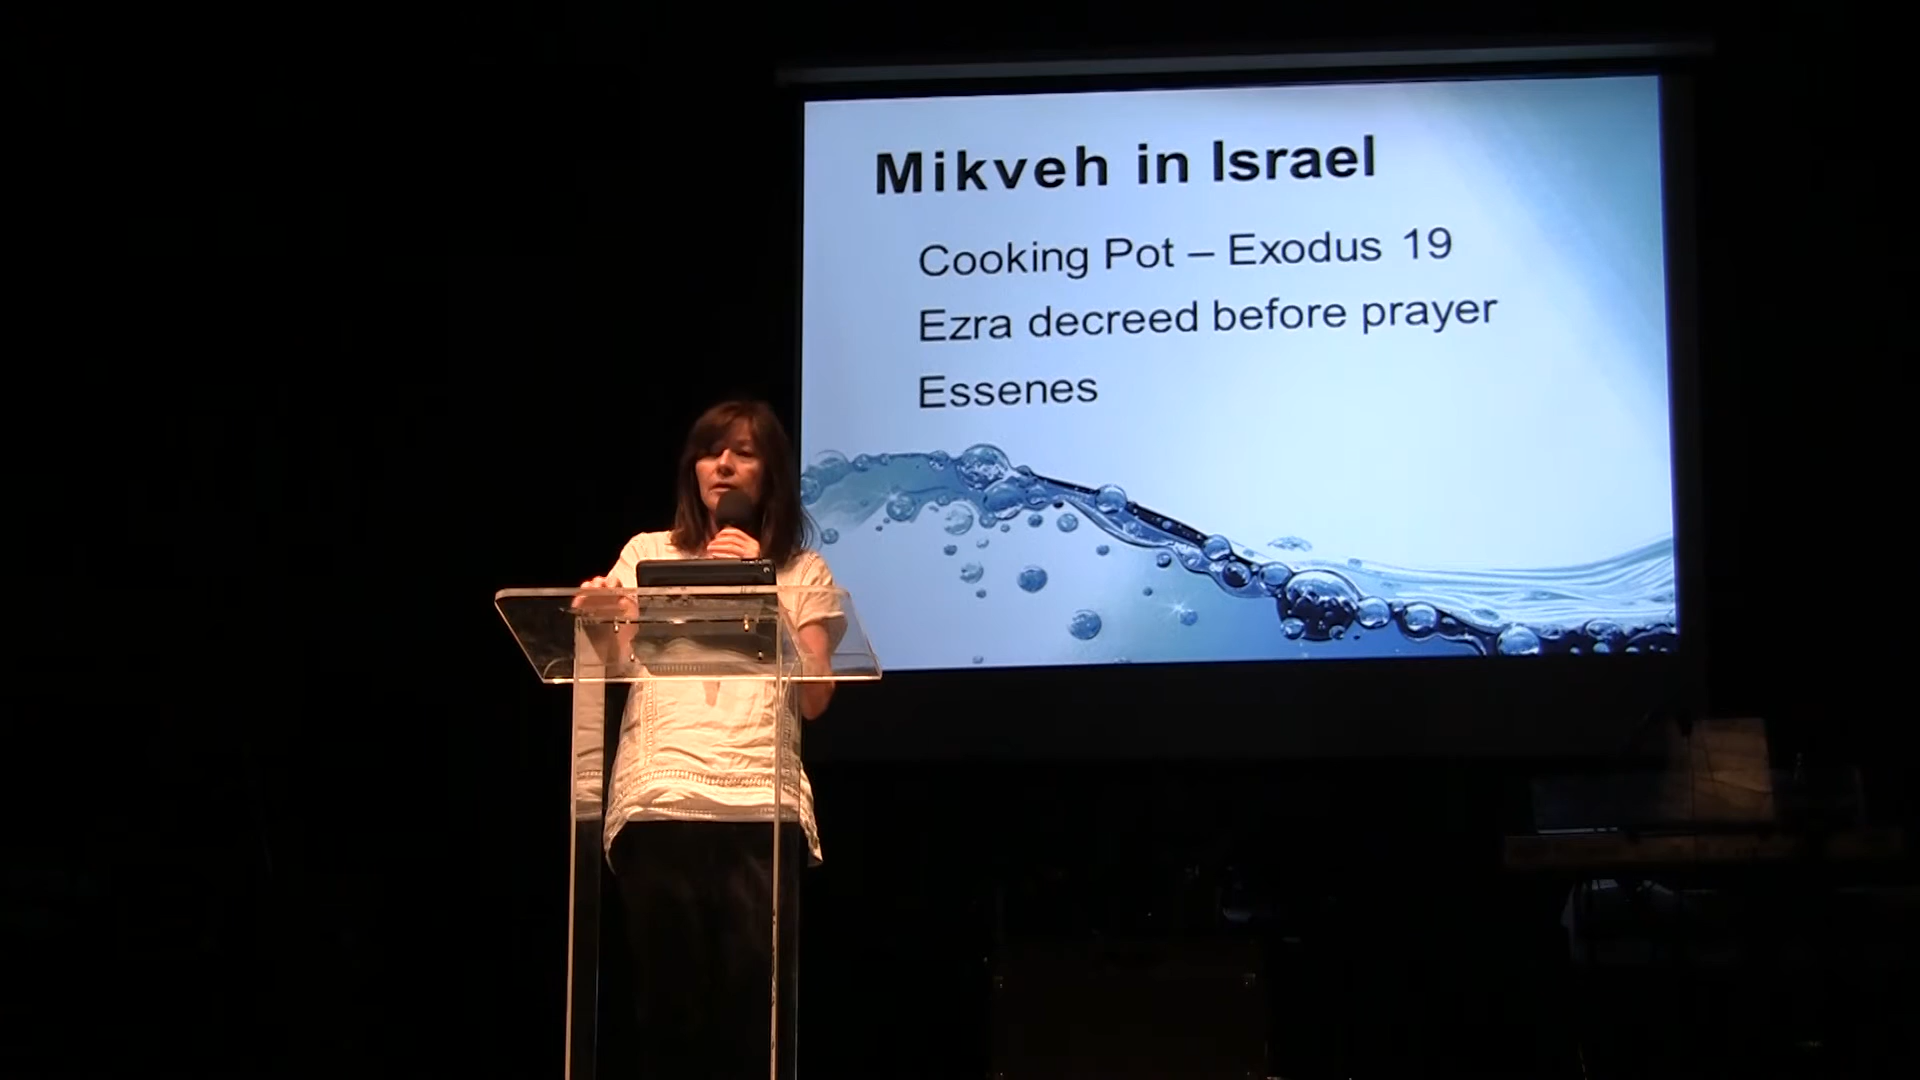 Mikveh in Israel
Cooking Pot – Exodus 19
Ezra decreed before prayer
Essenes